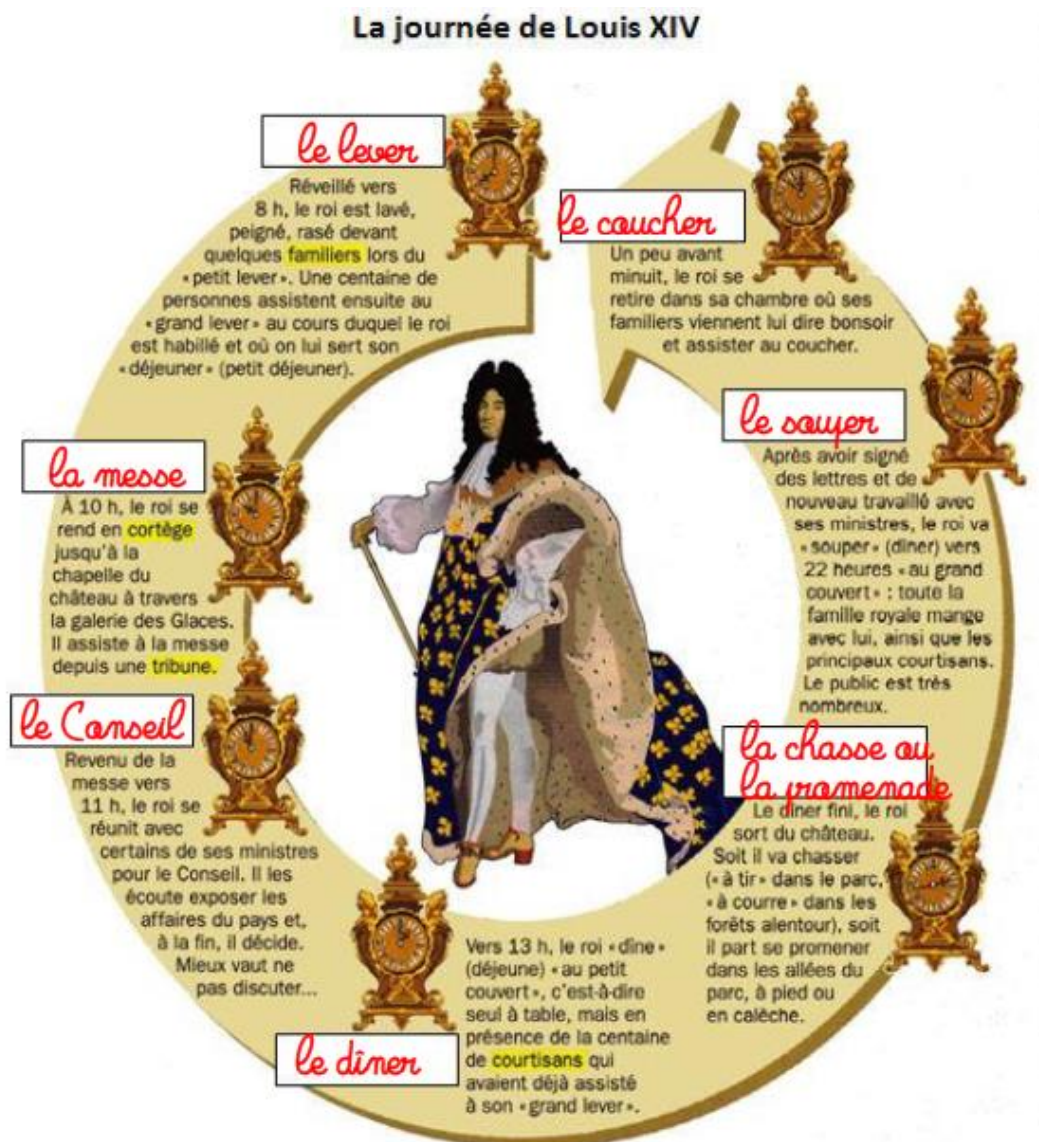 La journée de Louis XIV
le lever
Réveillé vers
8 h, le roi est lavé,
peigné, rasé devant
quelques familiers lors du
« petit lever ». Une centaine de
personnes assistent ensuite au
« grand lever » au cours duquel le roi
est habillé et où on lui sert son
« déjeuner » (petit déjeuner).
la messe
À 10 h, le roi se
rend en cortège
jusqu'à la
chapelle du
château à travers
la galerie des Glaces.
Il assiste à la messe
depuis une tribune.
le Conseil
Revenu de la
messe vers
11 h, le roi se
réunit avec
certains de ses ministres
pour le Conseil. Il les
écoute exposer les
affaires du pays et,
à la fin, il décide.
Mieux vaut ne
pas discuter...
le dîner
Vers 13 h, le roi « dîne »
(déjeune) « au petit
couvert », c'est-à-dire
seul à table, mais en
présence de la centaine
de courtisans qui
avaient déjà assisté
à son « grand lever ».
la chasse ou
la promenade
Le dîner fini, le roi
sort du château.
Soit il va chasser
(« à tir » dans le parc,
« à courre » dans les
forêts alentour), soit
il part se promener
dans les allées du
parc, à pied ou
en calèche.
le souper
Après avoir signé
des lettres et de
nouveau travaillé avec
ses ministres, le roi va
« souper » (dîner) vers
22 heures « au grand
couvert » : toute la
famille royale mange
avec lui, ainsi que les
principaux courtisans.
Le public est très
nombreux.
le coucher
Un peu avant
minuit, le roi se
retire dans sa chambre où ses
familiers viennent lui dire bonsoir
et assister au coucher.